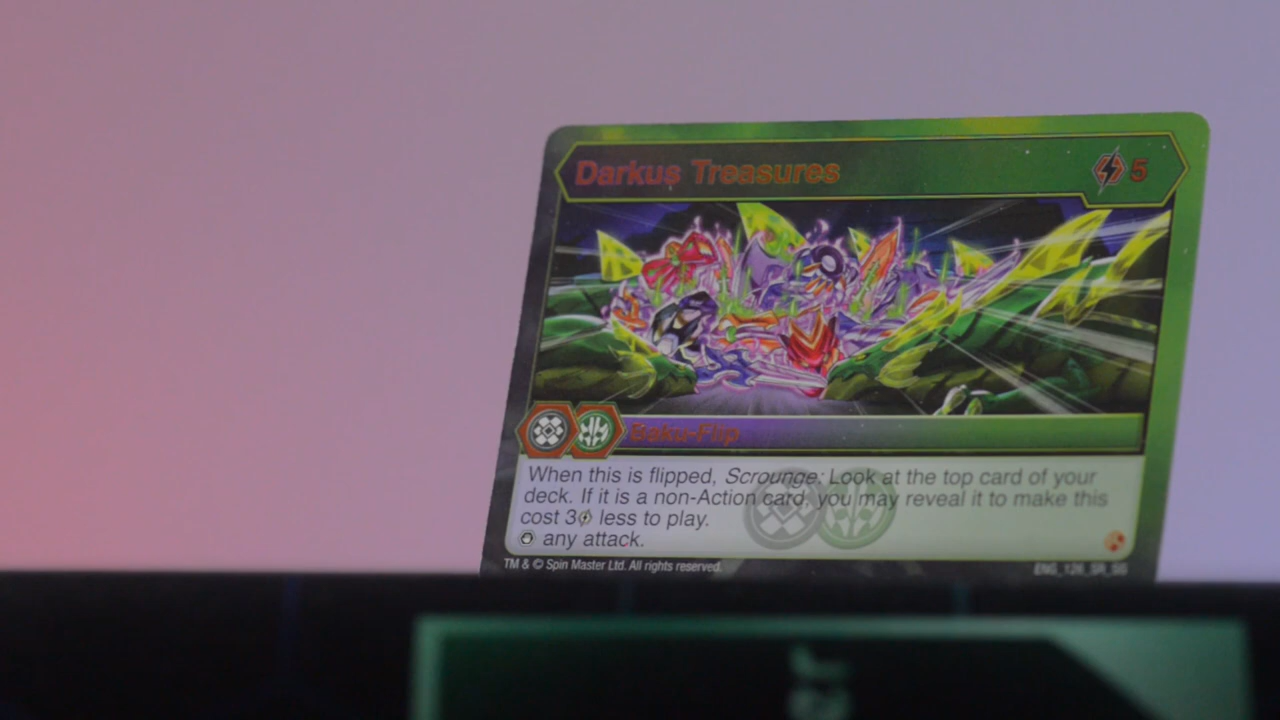 Darkus Treasures
5
Baku-Flip
When this is flipped, Scrounge: Look at the top card of your
deck. If it is a non-Action card, you may reveal it to make this
cost 3 less to play.
any attack.
TM & © Spin Master Ltd. All rights reserved.
ENG_126_SR_SS